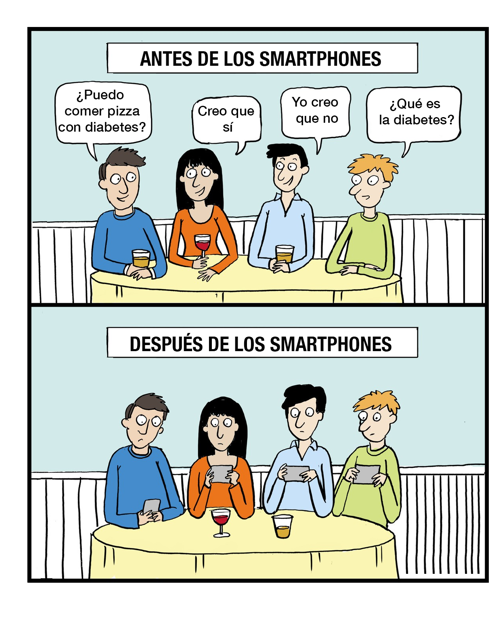 ANTES DE LOS SMARTPHONES
¿Puedo
comer pizza
con diabetes?
Creo que
sí
Yo creo
que no
¿Qué es
la diabetes?
DESPUÉS DE LOS SMARTPHONES